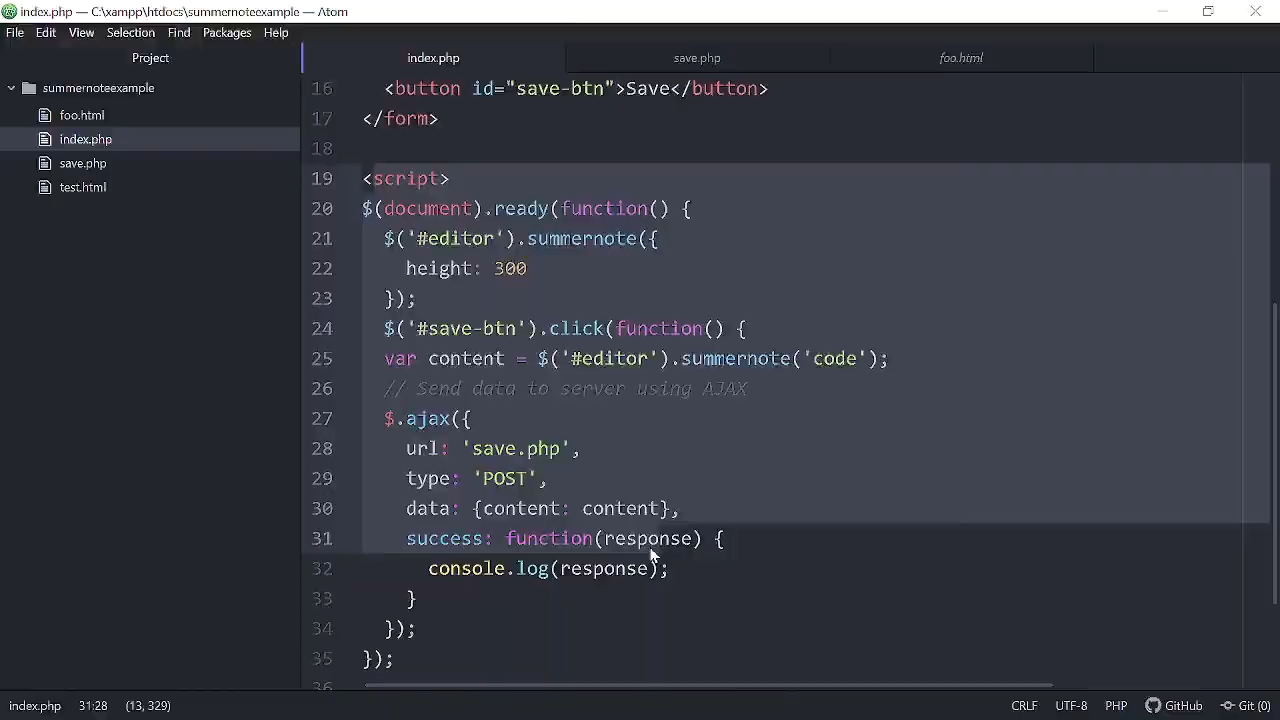 index.php — C:\xampp\htdocs\summernoteexample — Atom
File Edit View Selection Find Packages Help
Project
index.php
save.php
foo.html
summernoteexample
foo.html
index.php
save.php
test.html
16 <button id="save-btn">Save</button>
17 </form>
18
19 <script>
20 $(document).ready(function() {
21 $('#editor').summernote({
22 height: 300
23 });
24 $('#save-btn').click(function() {
25 var content = $('#editor').summernote('code');
26 // Send data to server using AJAX
27 $.ajax({
28 url: 'save.php',
29 type: 'POST',
30 data: {content: content},
31 success: function(response) {
32 console.log(response);
33 }
34 });
35 });
36
index.php 31:28 (13, 329) CRLF UTF-8 PHP GitHub Git (0)